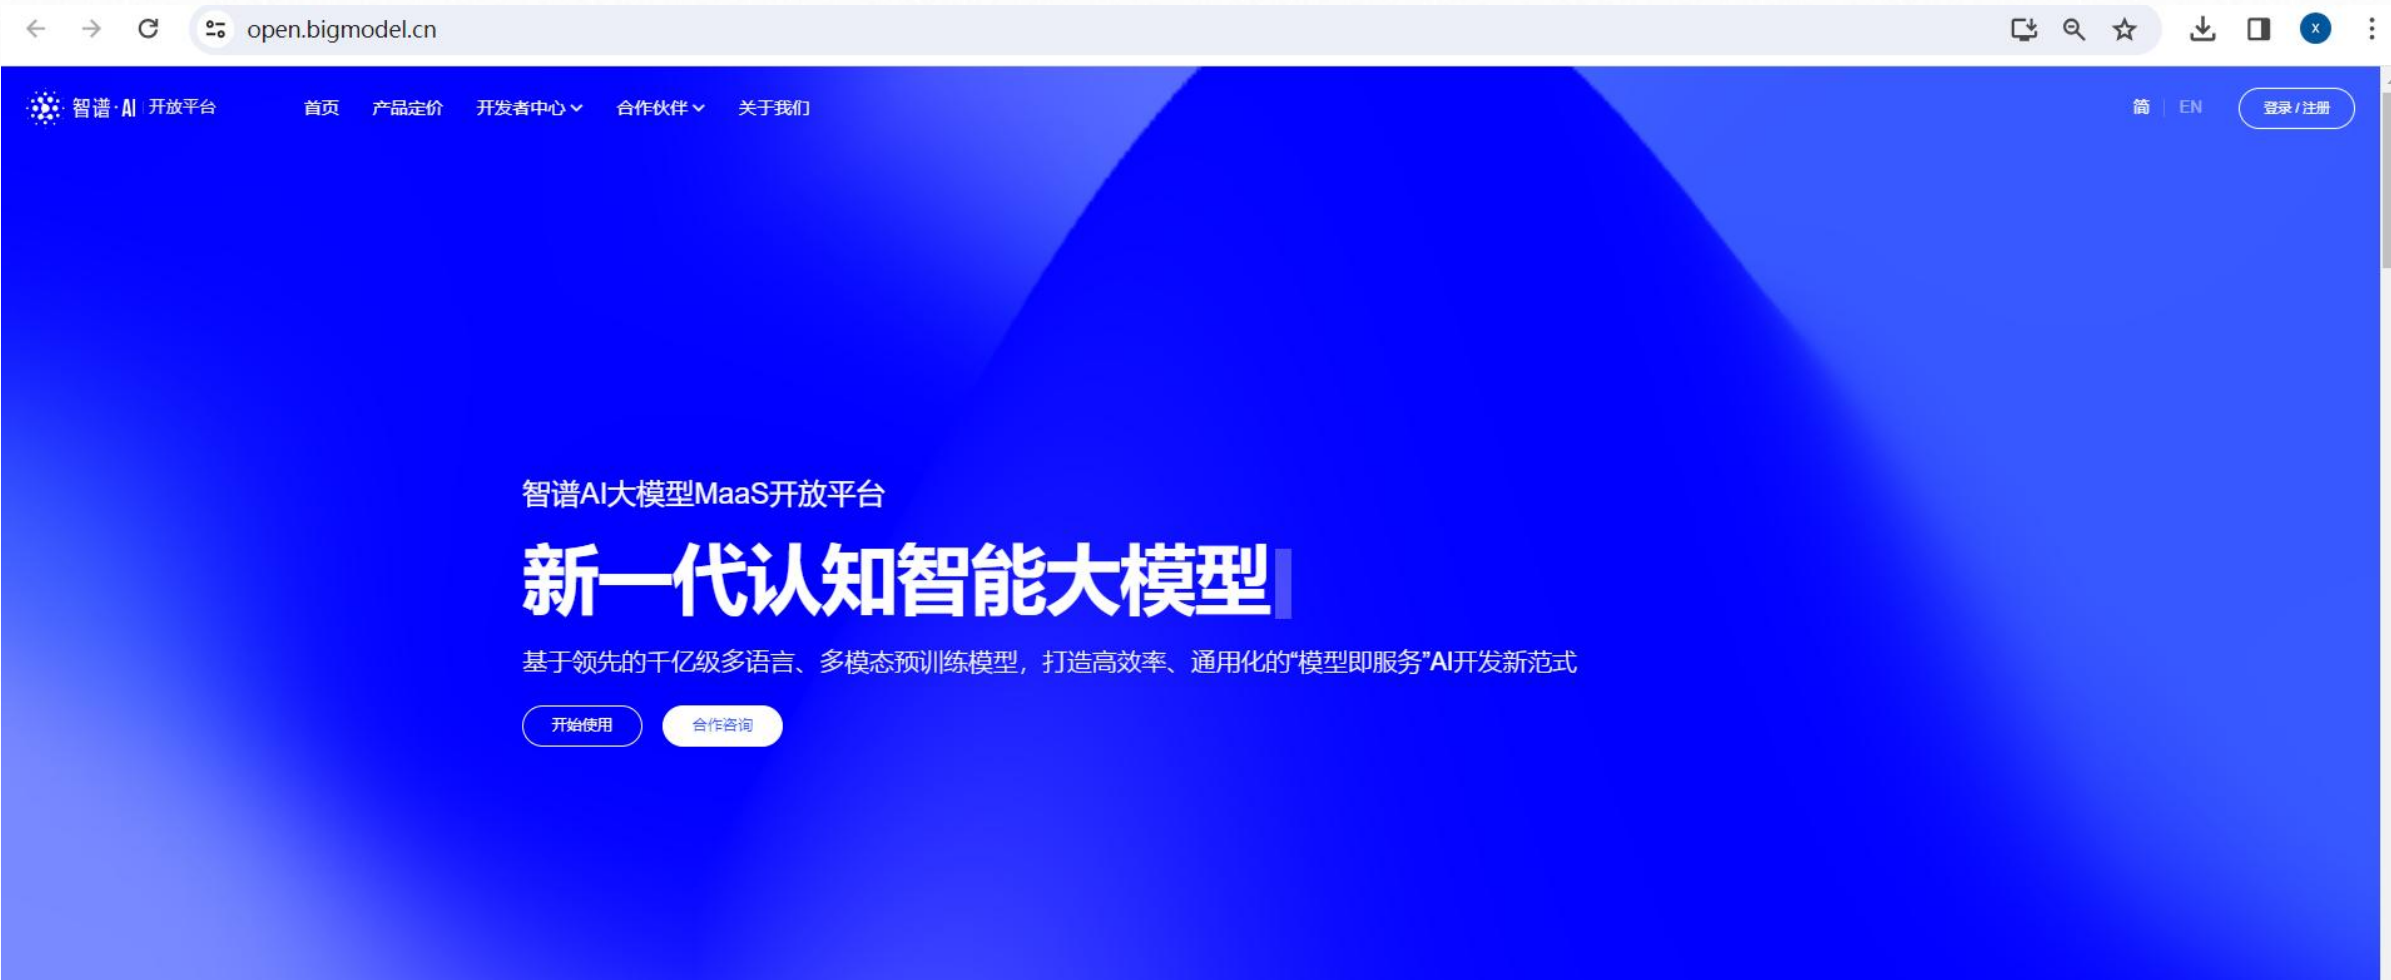 open.bigmodel.cn
X
智谱·AI 开放平台 首页 产品定价 开发者中心 合作伙伴 关于我们 简 EN 登录/注册
智谱AI大模型MaaS开放平台
新一代认知智能大模型
基于领先的千亿级多语言、多模态预训练模型，打造高效率、通用化的“模型即服务”AI开发新范式
开始使用 合作咨询